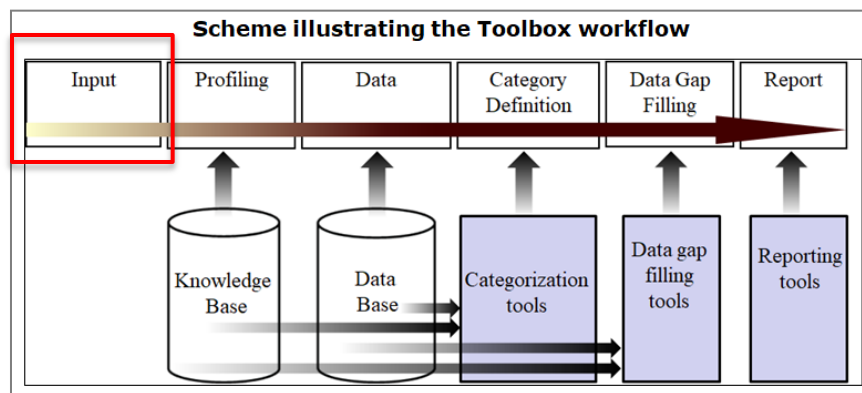 Scheme illustrating the Toolbox workflow
Input
Profiling
Data
Category
Definition
Data Gap
Filling
Report
Knowledge
Base
Data
Base
Categorization
tools
Data gap
filling
tools
Reporting
tools